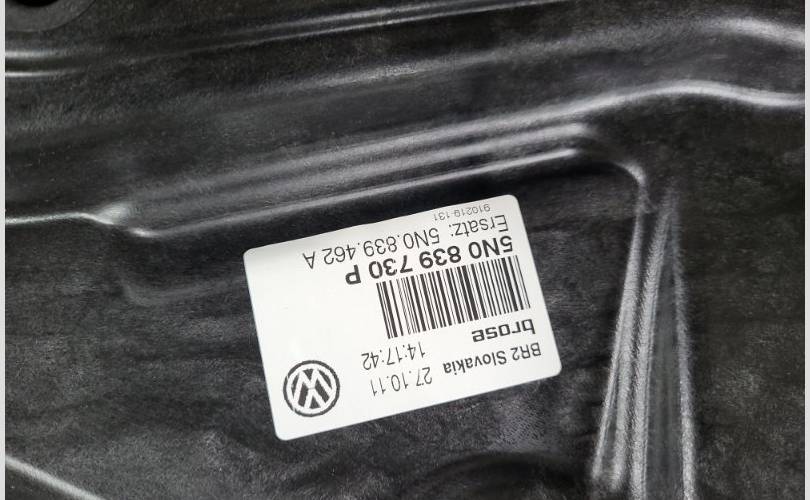 BR2 Slovakia 27.10.11
brose 14:17:42
5N0 839 730 P
Ersatz: 5N0.839.462 A
910219-131